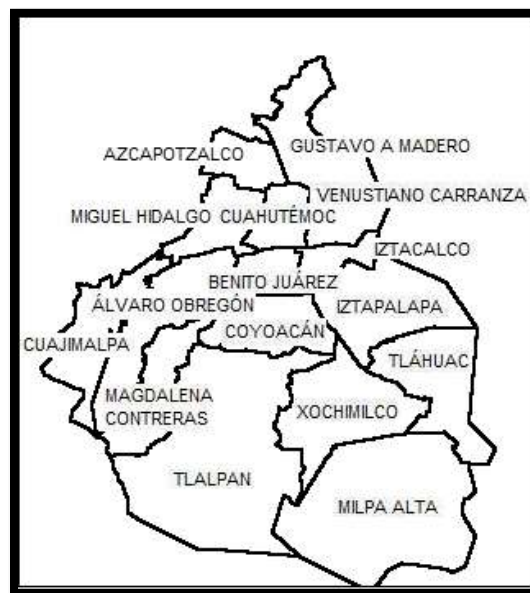 GUSTAVO A MADERO
AZCAPOTZALCO
VENUSTIANO CARRANZA
MIGUEL HIDALGO
CUAHUTÉMOC
IZTACALCO
BENITO JUÁREZ
ÁLVARO OBREGÓN
IZTAPALAPA
COYOACÁN
CUAJIMALPA
TLÁHUAC
MAGDALENA
CONTRERAS
XOCHIMILCO
TLALPAN
MILPA ALTA